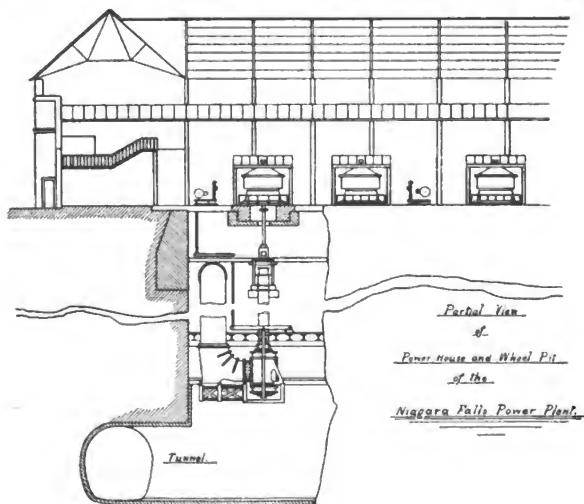 Partial View
of
Power House and Wheel Pit
of the
Niagara Falls Power Plant.
Tunnel.